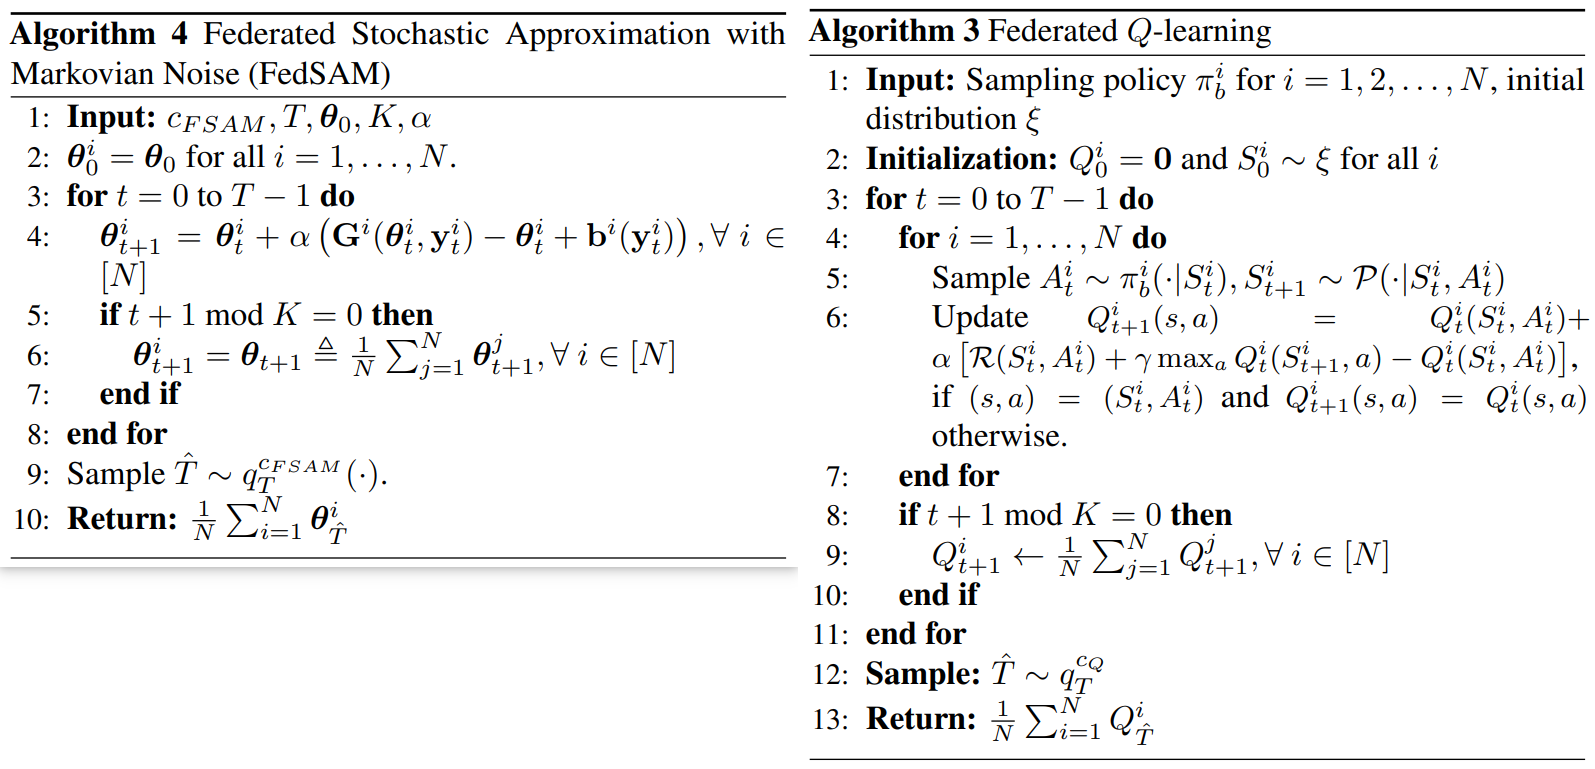 Algorithm 4 Federated Stochastic Approximation with
Markovian Noise (FedSAM)
1: Input: $c_{FSAM}, T, \boldsymbol{\theta}_0, K, \alpha$
2: $\boldsymbol{\theta}_0^i = \boldsymbol{\theta}_0$ for all $i = 1, \ldots, N$.
3: for $t = 0$ to $T - 1$ do
4: $\boldsymbol{\theta}_{t+1}^i = \boldsymbol{\theta}_t^i + \alpha \left( \mathbf{G}^i(\boldsymbol{\theta}_t^i, \mathbf{y}_t^i) - \boldsymbol{\theta}_t^i + \mathbf{b}^i(\mathbf{y}_t^i) \right), \forall\, i \in$
$[N]$
5: if $t + 1 \bmod K = 0$ then
6: $\boldsymbol{\theta}_{t+1}^i = \boldsymbol{\theta}_{t+1} \triangleq \frac{1}{N} \sum_{j=1}^N \boldsymbol{\theta}_{t+1}^j, \forall\, i \in [N]$
7: end if
8: end for
9: Sample $\hat{T} \sim q_T^{c_{FSAM}}(\cdot)$.
10: Return: $\frac{1}{N} \sum_{i=1}^N \boldsymbol{\theta}_{\hat{T}}^i$
Algorithm 3 Federated $Q$-learning
1: Input: Sampling policy $\pi_b^i$ for $i = 1, 2, \ldots, N$, initial
distribution $\xi$
2: Initialization: $Q_0^i = \mathbf{0}$ and $S_0^i \sim \xi$ for all $i$
3: for $t = 0$ to $T - 1$ do
4: for $i = 1, \ldots, N$ do
5: Sample $A_t^i \sim \pi_b^i(\cdot|S_t^i), S_{t+1}^i \sim \mathcal{P}(\cdot|S_t^i, A_t^i)$
6: Update $Q_{t+1}^i(s, a) = Q_t^i(S_t^i, A_t^i)+$
$\alpha \left[ \mathcal{R}(S_t^i, A_t^i) + \gamma \max_a Q_t^i(S_{t+1}^i, a) - Q_t^i(S_t^i, A_t^i) \right],$
if $(s, a) = (S_t^i, A_t^i)$ and $Q_{t+1}^i(s, a) = Q_t^i(s, a)$
otherwise.
7: end for
8: if $t + 1 \bmod K = 0$ then
9: $Q_{t+1}^i \leftarrow \frac{1}{N} \sum_{j=1}^N Q_{t+1}^j, \forall\, i \in [N]$
10: end if
11: end for
12: Sample: $\hat{T} \sim q_T^{c_Q}$
13: Return: $\frac{1}{N} \sum_{i=1}^N Q_{\hat{T}}^i$